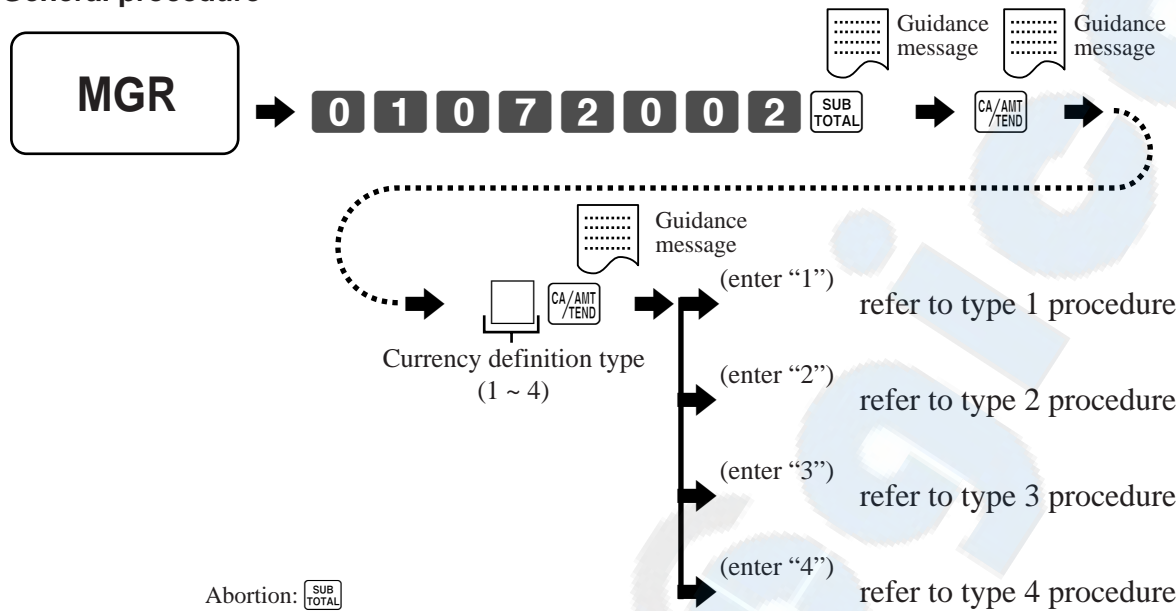 General procedure
Guidance message
Guidance message
MGR
0 1 0 7 2 0 0 2 SUB TOTAL
CA/AMT /TEND
Guidance message
CA/AMT /TEND
Currency definition type
(1 ~ 4)
(enter “1”)
refer to type 1 procedure
(enter “2”)
refer to type 2 procedure
(enter “3”)
refer to type 3 procedure
(enter “4”)
refer to type 4 procedure
Abortion: SUB TOTAL